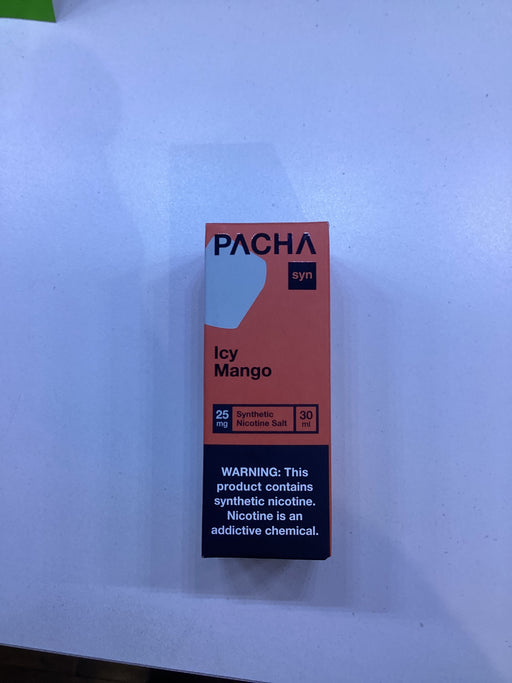 PACHA
syn
Icy
Mango
25 mg
Synthetic
Nicotine Salt
30 ml
WARNING: This
product contains
synthetic nicotine.
Nicotine is an
addictive chemical.